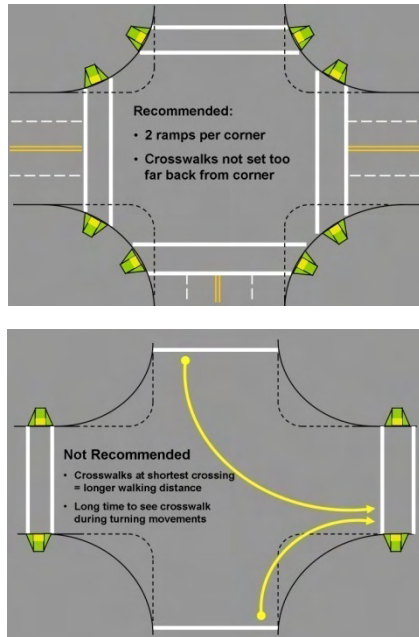 Recommended:
• 2 ramps per corner
• Crosswalks not set too
far back from corner
Not Recommended
• Crosswalks at shortest crossing
= longer walking distance
• Long time to see crosswalk
during turning movements